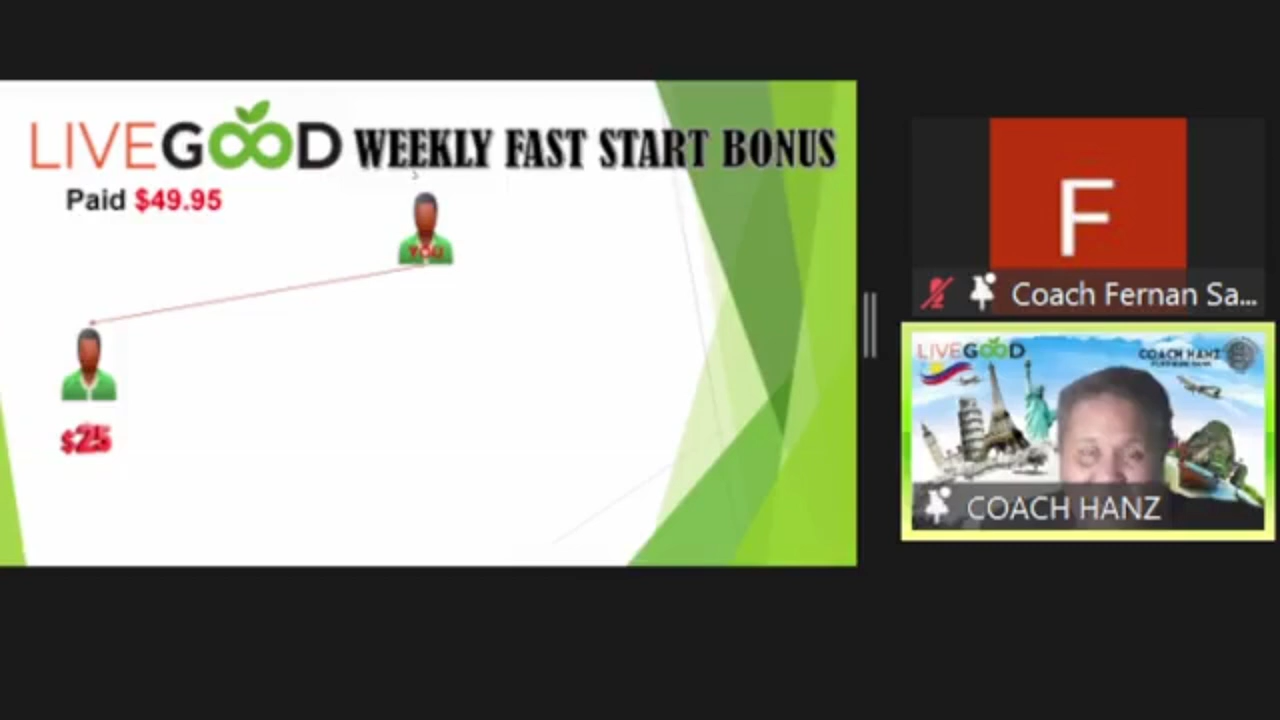 LIVEGOOD WEEKLY FAST START BONUS
Paid $49.95
YOU
$25
F
Coach Fernan Sa...
LIVEGOOD
COACH HANZ
COACH HANZ